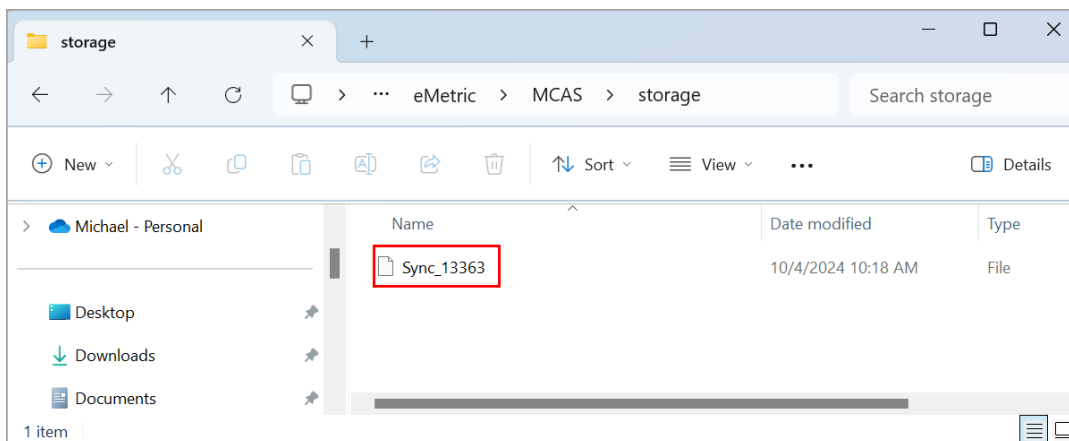 storage
eMetric > MCAS > storage
Search storage
New
Sort
View
Details
Michael - Personal
Name
Date modified
Type
Sync_13363
10/4/2024 10:18 AM
File
Desktop
Downloads
Documents
1 item